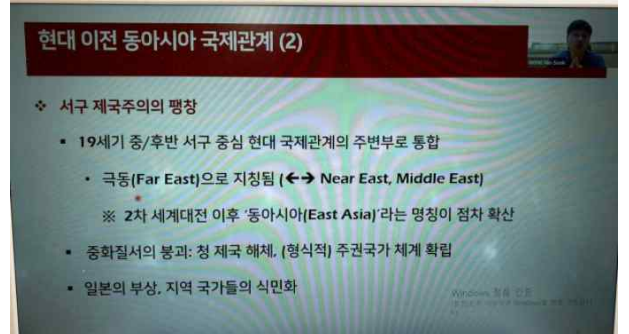 현대 이전 동아시아 국제관계 (2)
❖ 서구 제국주의의 팽창
▪ 19세기 중/후반 서구 중심 현대 국제관계의 주변부로 통합
• 극동(Far East)으로 지칭됨 (←→ Near East, Middle East)
※ 2차 세계대전 이후 ‘동아시아(East Asia)’라는 명칭이 점차 확산
▪ 중화질서의 붕괴: 청 제국 해체, (형식적) 주권국가 체계 확립
▪ 일본의 부상, 지역 국가들의 식민화
Windows 정품 인증